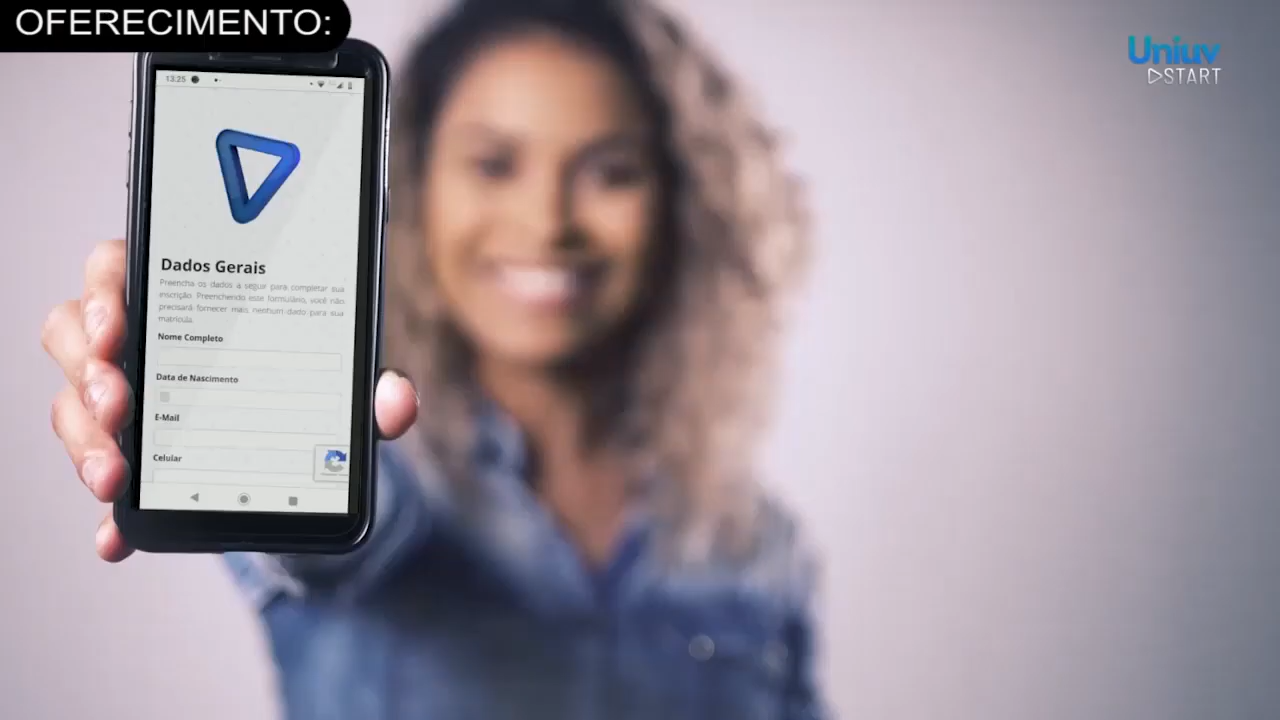 OFERECIMENTO:
Uniuv
START
13:25
Dados Gerais
Preencha os dados a seguir para completar sua
inscrição. Preenchendo esse formulário, você não
precisará fornecer mais nenhum dado para sua
matrícula.
Nome Completo
Data de Nascimento
E-Mail
Celular